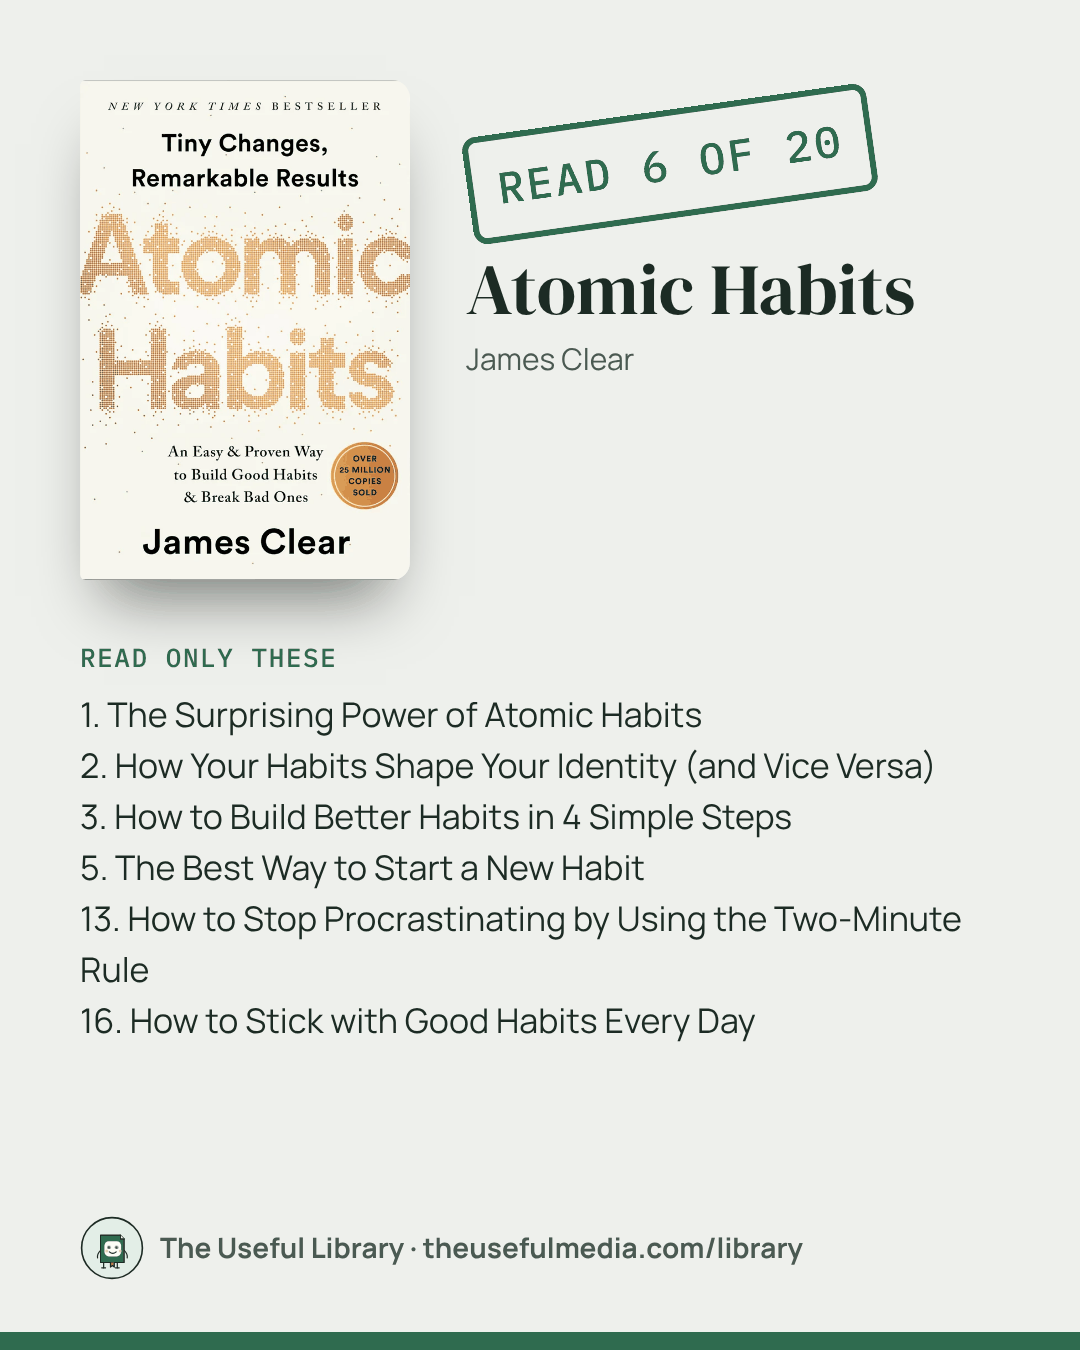 NEW YORK TIMES BESTSELLER
Tiny Changes,
Remarkable Results
Atomic
Habits
An Easy & Proven Way
to Build Good Habits
& Break Bad Ones
OVER
25 MILLION
COPIES
SOLD
James Clear
READ 6 OF 20
Atomic Habits
James Clear
READ ONLY THESE
1. The Surprising Power of Atomic Habits
2. How Your Habits Shape Your Identity (and Vice Versa)
3. How to Build Better Habits in 4 Simple Steps
5. The Best Way to Start a New Habit
13. How to Stop Procrastinating by Using the Two-Minute
Rule
16. How to Stick with Good Habits Every Day
The Useful Library · theusefulmedia.com/library